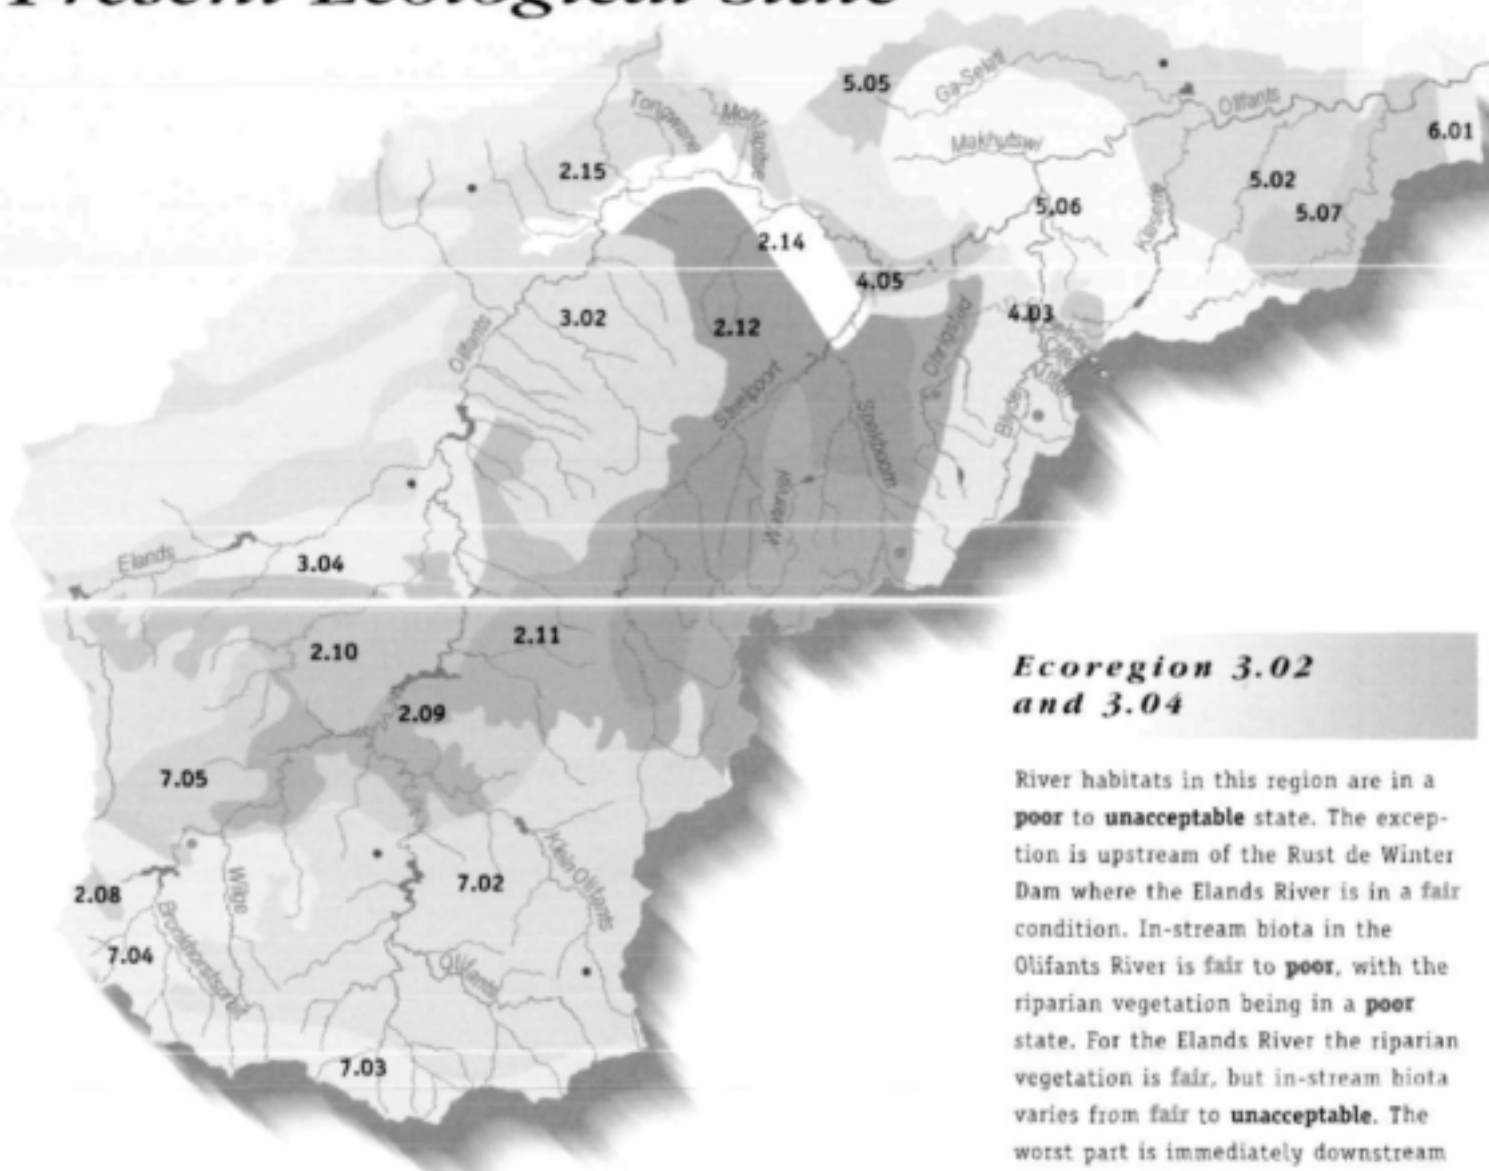 Present Ecological State
5.05
Ga-Selati
Olifants
6.01
Tongwane
Makhutswi
2.15
5.02
5.07
5.06
Klaserie
2.14
4.05
3.02
2.12
4.03
Olifants
Steelpoort
Spekboom
Blyde
Watervals
Elands
3.04
2.10
2.11
2.09
7.05
Wilge
7.02
Klein Olifants
2.08
Bronkhorstspruit
7.04
Olifants
7.03
Ecoregion 3.02
and 3.04
River habitats in this region are in a
poor to unacceptable state. The excep-
tion is upstream of the Rust de Winter
Dam where the Elands River is in a fair
condition. In-stream biota in the
Olifants River is fair to poor, with the
riparian vegetation being in a poor
state. For the Elands River the riparian
vegetation is fair, but in-stream biota
varies from fair to unacceptable. The
worst part is immediately downstream